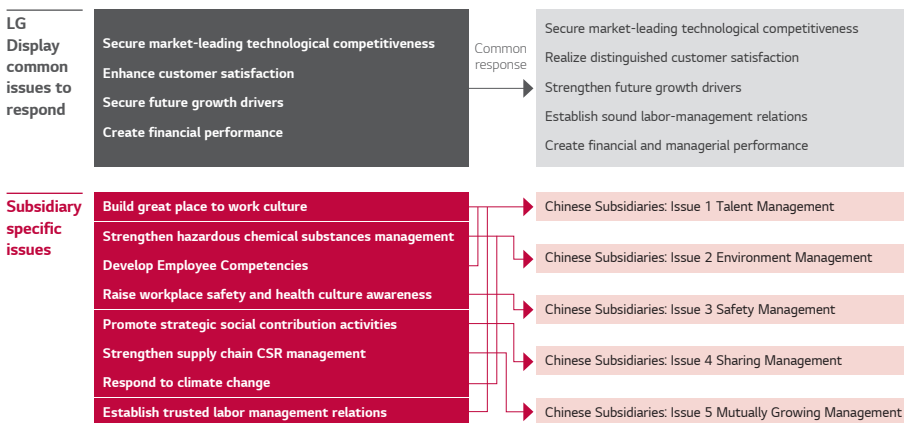 LG
Display
common
issues to
respond
Secure market-leading technological competitiveness
Enhance customer satisfaction
Secure future growth drivers
Create financial performance
Common
response
Secure market-leading technological competitiveness
Realize distinguished customer satisfaction
Strengthen future growth drivers
Establish sound labor-management relations
Create financial and managerial performance
Subsidiary
specific
issues
Build great place to work culture
Strengthen hazardous chemical substances management
Develop Employee Competencies
Raise workplace safety and health culture awareness
Promote strategic social contribution activities
Strengthen supply chain CSR management
Respond to climate change
Establish trusted labor management relations
Chinese Subsidiaries: Issue 1 Talent Management
Chinese Subsidiaries: Issue 2 Environment Management
Chinese Subsidiaries: Issue 3 Safety Management
Chinese Subsidiaries: Issue 4 Sharing Management
Chinese Subsidiaries: Issue 5 Mutually Growing Management